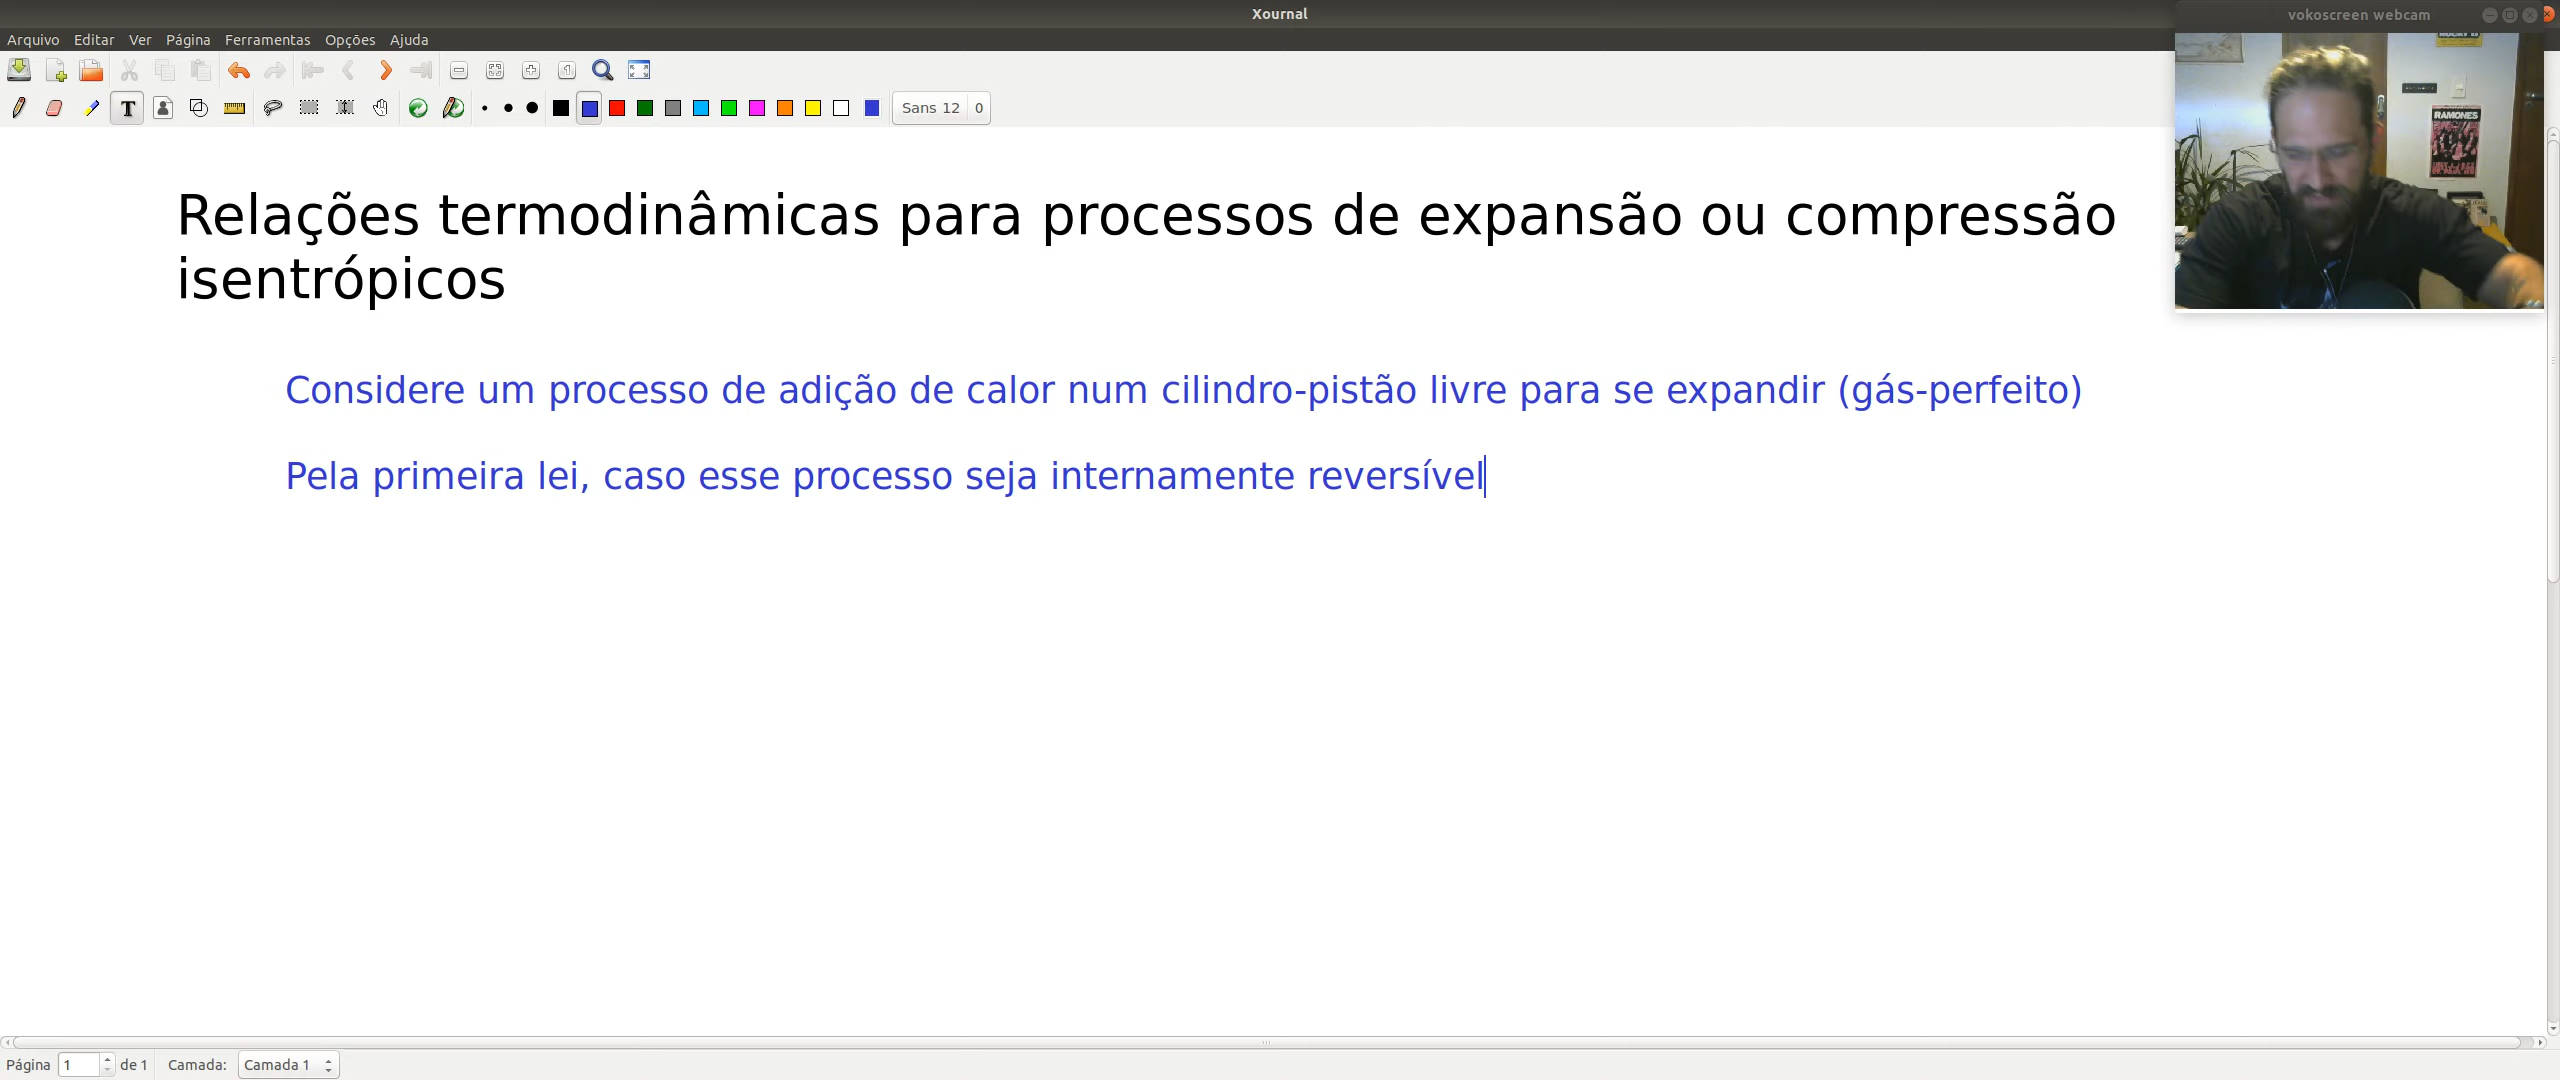 Xournal
vokoscreen webcam
Arquivo Editar Ver Página Ferramentas Opções Ajuda
T
Sans 12 0
RAMONES
Relações termodinâmicas para processos de expansão ou compressão
isentrópicos
Considere um processo de adição de calor num cilindro-pistão livre para se expandir (gás-perfeito)
Pela primeira lei, caso esse processo seja internamente reversível
Página 1 de 1 Camada: Camada 1